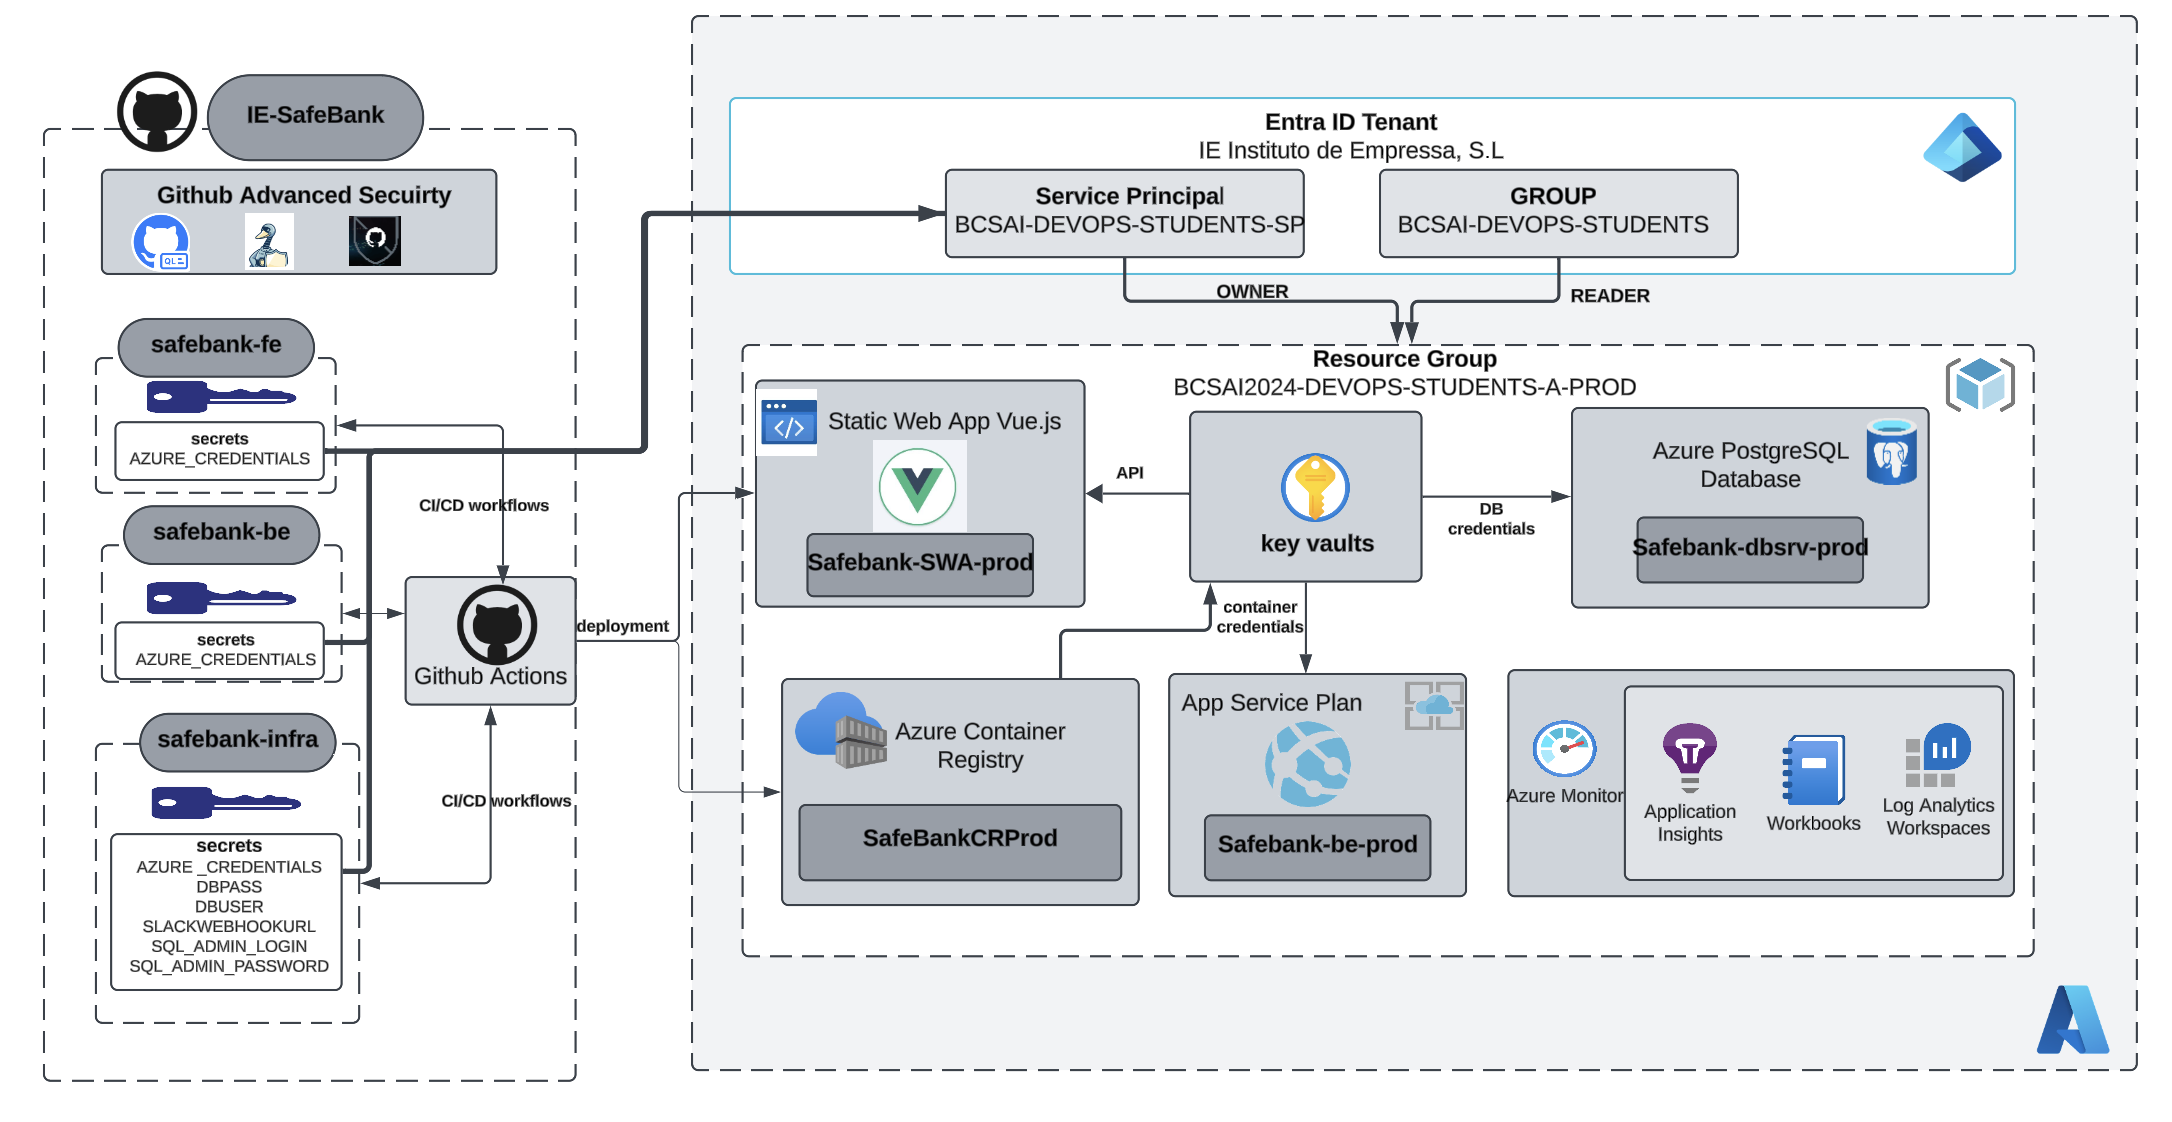 IE-SafeBank
Github Advanced Secuirty
QL
safebank-fe
secrets
AZURE_CREDENTIALS
CI/CD workflows
safebank-be
secrets
AZURE_CREDENTIALS
Github Actions
deployment
safebank-infra
secrets
AZURE _CREDENTIALS
DBPASS
DBUSER
SLACKWEBHOOKURL
SQL_ADMIN_LOGIN
SQL_ADMIN_PASSWORD
CI/CD workflows
Entra ID Tenant
IE Instituto de Empressa, S.L
Service Principal
BCSAI-DEVOPS-STUDENTS-SP
GROUP
BCSAI-DEVOPS-STUDENTS
OWNER
READER
Resource Group
BCSAI2024-DEVOPS-STUDENTS-A-PROD
Static Web App Vue.js
Safebank-SWA-prod
API
key vaults
DB
credentials
Azure PostgreSQL
Database
Safebank-dbsrv-prod
container
credentials
Azure Container
Registry
SafeBankCRProd
App Service Plan
Safebank-be-prod
Azure Monitor
Application
Insights
Workbooks
Log Analytics
Workspaces